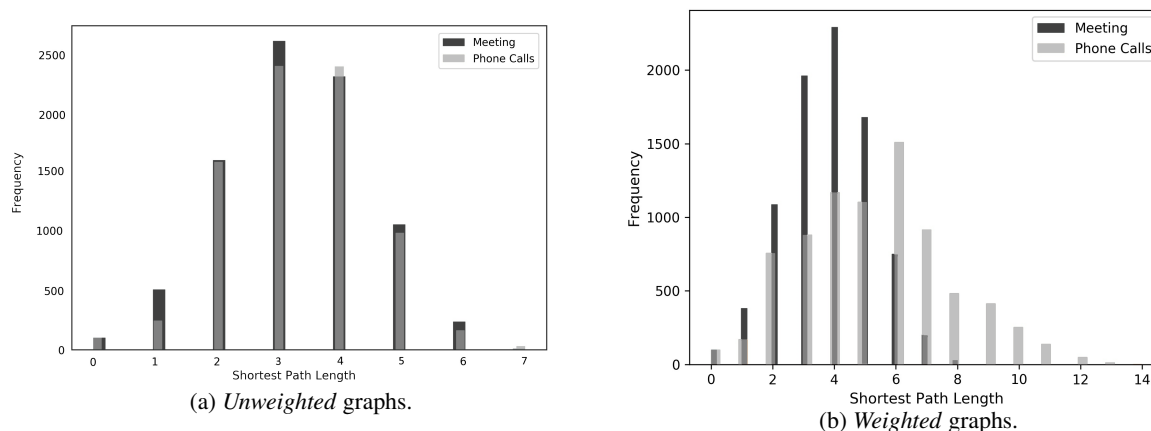 Meeting
Phone Calls
2500
2000
1500
1000
500
0
Frequency
0 1 2 3 4 5 6 7
Shortest Path Length
(a) Unweighted graphs.
Meeting
Phone Calls
2000
1500
1000
500
0
Frequency
0 2 4 6 8 10 12 14
Shortest Path Length
(b) Weighted graphs.